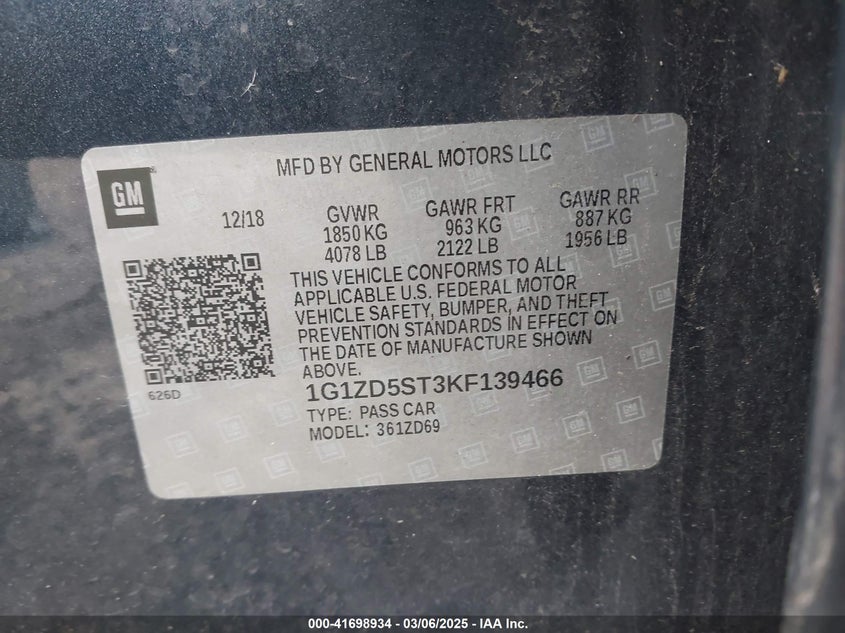 MFD BY GENERAL MOTORS LLC
GM
12/18
GVWR
1850 KG
4078 LB
GAWR FRT
963 KG
2122 LB
GAWR RR
887 KG
1956 LB
THIS VEHICLE CONFORMS TO ALL
APPLICABLE U.S. FEDERAL MOTOR
VEHICLE SAFETY, BUMPER, AND THEFT
PREVENTION STANDARDS IN EFFECT ON
THE DATE OF MANUFACTURE SHOWN
ABOVE.
626D
1G1ZD5ST3KF139466
TYPE: PASS CAR
MODEL: 361ZD69
000-41698934 - 03/06/2025 - IAA Inc.